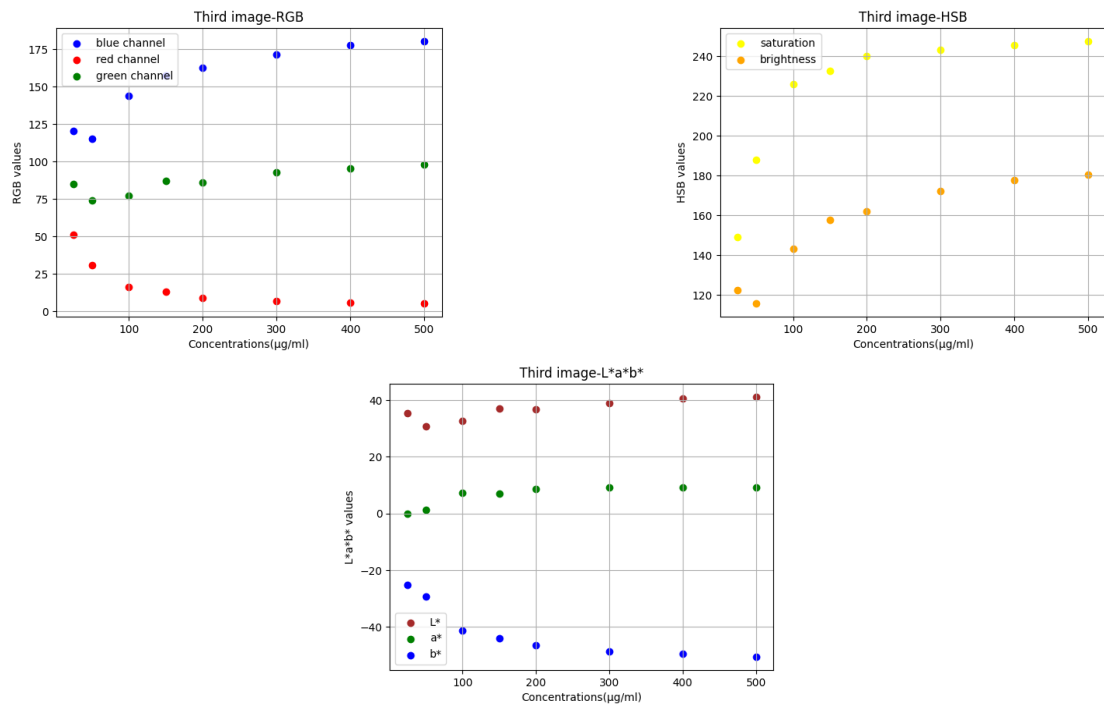 Third image-RGB
blue channel
red channel
green channel
175
150
125
100
75
50
25
0
RGB values
100 200 300 400 500
Concentrations(µg/ml)
Third image-HSB
saturation
brightness
240
220
200
180
160
140
120
HSB values
100 200 300 400 500
Concentrations(µg/ml)
Third image-L*a*b*
40
20
0
−20
−40
L*a*b* values
L*
a*
b*
100 200 300 400 500
Concentrations(µg/ml)